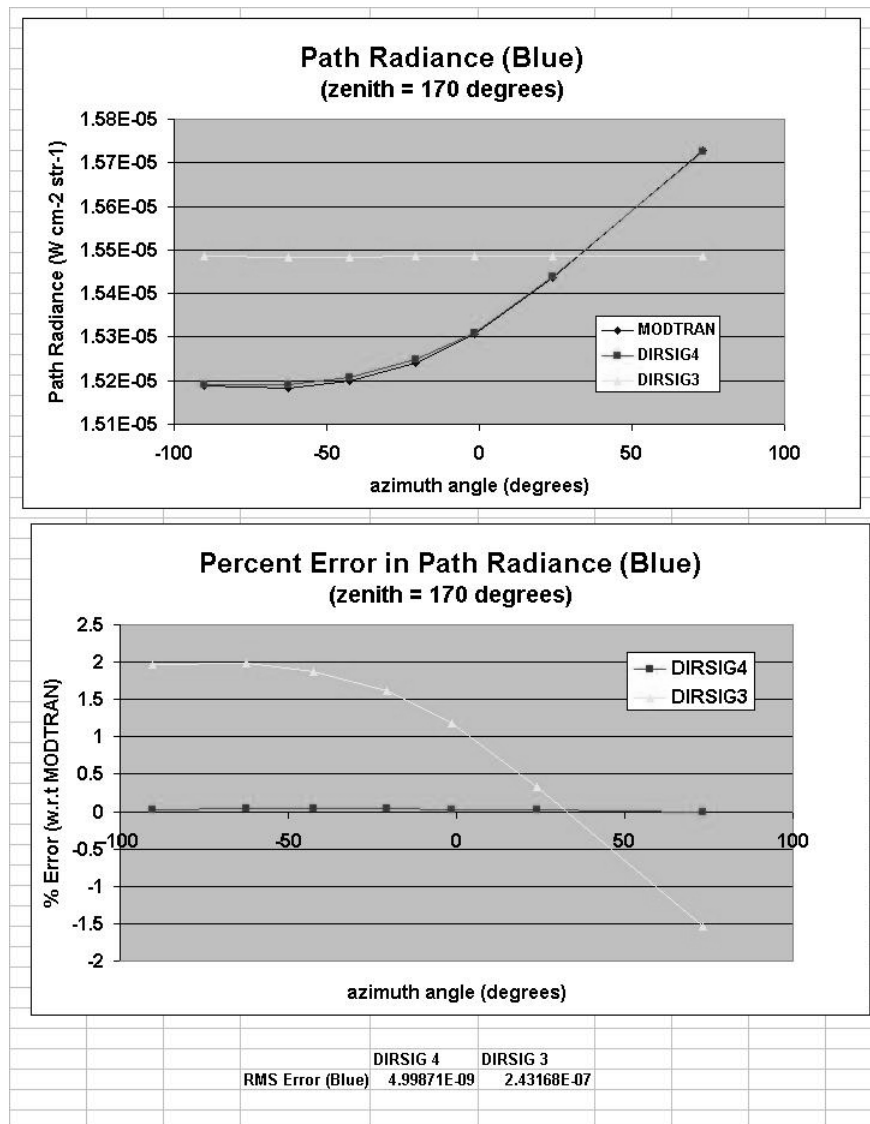 Path Radiance (Blue)
(zenith = 170 degrees)
Path Radiance (W cm-2 str-1)
1.58E-05
1.57E-05
1.56E-05
1.55E-05
1.54E-05
1.53E-05
1.52E-05
1.51E-05
-100 -50 0 50 100
azimuth angle (degrees)
MODTRAN
DIRSIG4
DIRSIG3
Percent Error in Path Radiance (Blue)
(zenith = 170 degrees)
% Error (w.r.t MODTRAN)
2.5
2
1.5
1
0.5
0
-0.5
-1
-1.5
-2
-100 -50 0 50 100
azimuth angle (degrees)
DIRSIG4
DIRSIG3
DIRSIG 4 DIRSIG 3
RMS Error (Blue) 4.99871E-09 2.43168E-07